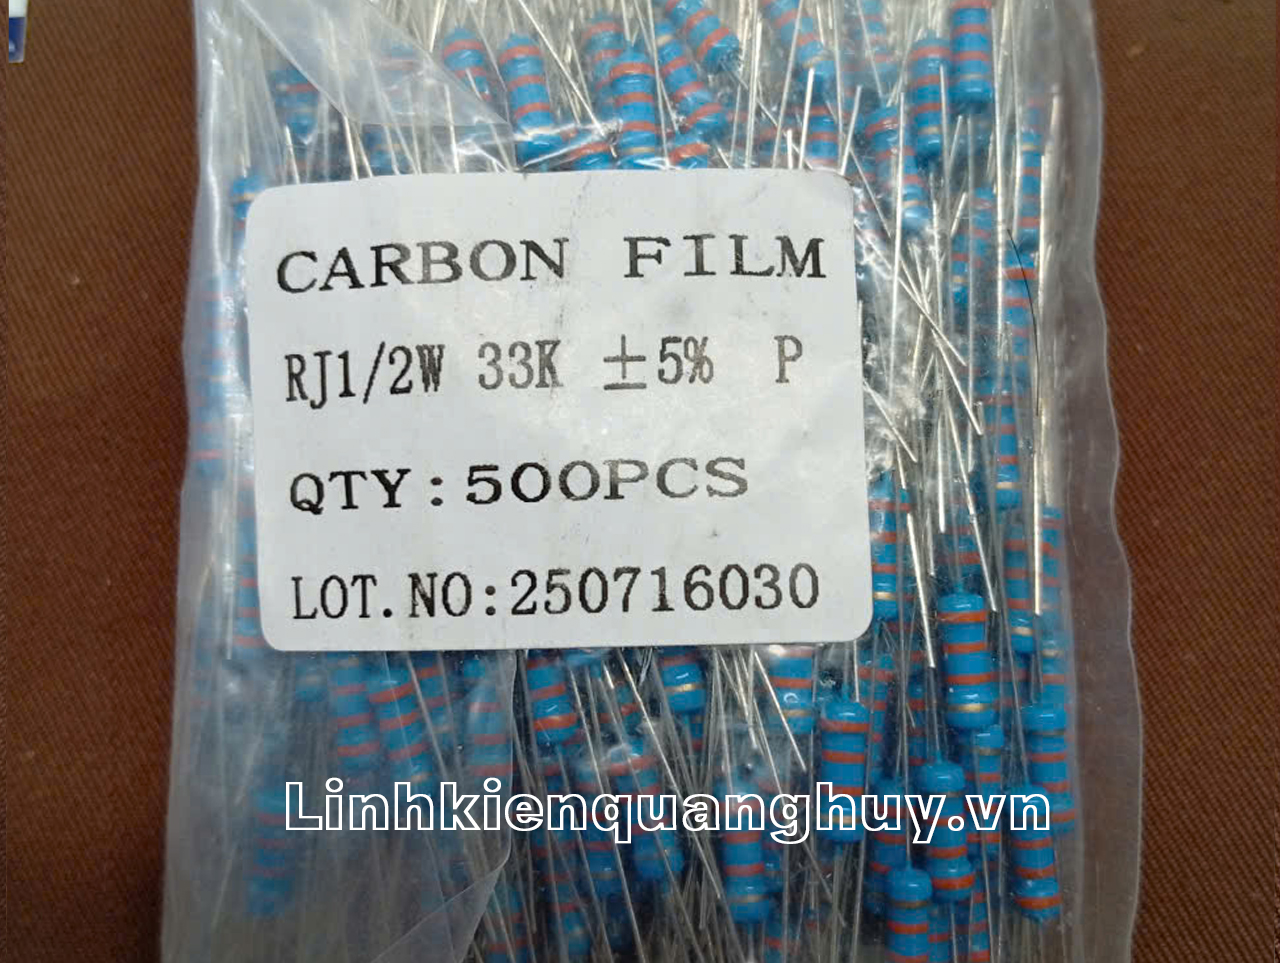 CARBON FILM
RJ1/2W 33K ±5% P
QTY:500PCS
LOT.NO:250716030
Linhkienquanghuy.vn